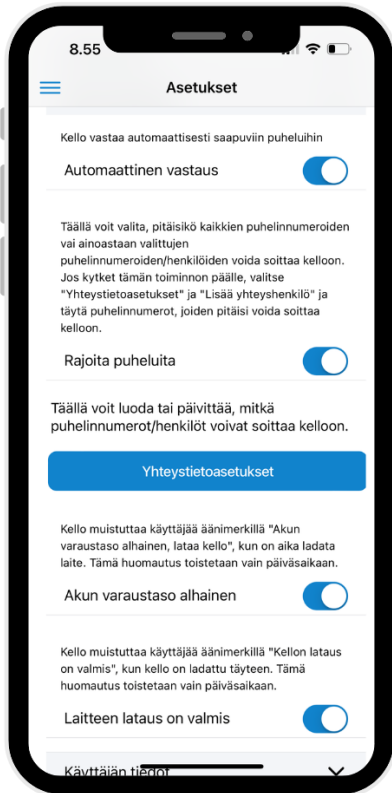 8.55
Asetukset
Kello vastaa automaattisesti saapuviin puheluihin
Automaattinen vastaus
Täällä voit valita, pitäisikö kaikkien puhelinnumeroiden
vai ainoastaan valittujen
puhelinnumeroiden/henkilöiden voida soittaa kelloon.
Jos kytket tämän toiminnon päälle, valitse
"Yhteystietoasetukset" ja "Lisää yhteyshenkilö" ja
täytä puhelinnumerot, joiden pitäisi voida soittaa
kelloon.
Rajoita puheluita
Täällä voit luoda tai päivittää, mitkä
puhelinnumerot/henkilöt voivat soittaa kelloon.
Yhteystietoasetukset
Kello muistuttaa käyttäjää äänimerkillä "Akun
varaustaso alhainen, lataa kello", kun on aika ladata
laite. Tämä huomautus toistetaan vain päiväsaikaan.
Akun varaustaso alhainen
Kello muistuttaa käyttäjää äänimerkillä "Kellon lataus
on valmis", kun kello on ladattu täyteen. Tämä
huomautus toistetaan vain päiväsaikaan.
Laitteen lataus on valmis
Käyttäjän tiedot